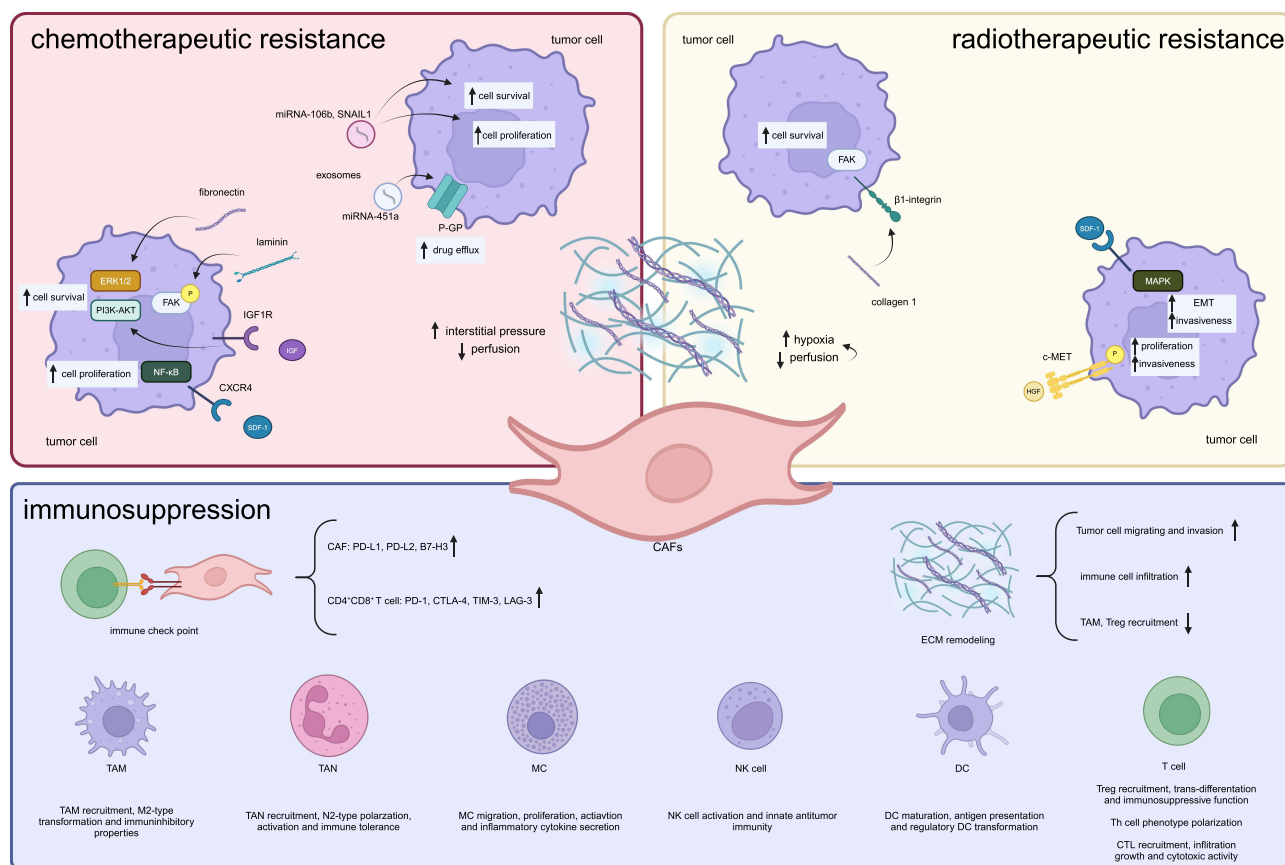 chemotherapeutic resistance
tumor cell
miRNA-106b, SNAIL1
cell survival
cell proliferation
exosomes
miRNA-451a
P-GP
drug efflux
fibronectin
laminin
ERK1/2
cell survival
PI3K-AKT
FAK
P
IGF1R
IGF
cell proliferation
NF-κB
CXCR4
SDF-1
tumor cell
interstitial pressure
perfusion
radiotherapeutic resistance
tumor cell
cell survival
FAK
β1-integrin
collagen 1
hypoxia
perfusion
SDF-1
MAPK
EMT
invasiveness
proliferation
invasiveness
P
c-MET
HGF
tumor cell
CAFs
immunosuppression
CAF: PD-L1, PD-L2, B7-H3
CD4⁺CD8⁺ T cell: PD-1, CTLA-4, TIM-3, LAG-3
immune check point
ECM remodeling
Tumor cell migrating and invasion
immune cell infiltration
TAM, Treg recruitment
TAM
TAM recruitment, M2-type
transformation and immuninhibitory
properties
TAN
TAN recruitment, N2-type polarzation,
activation and immune tolerance
MC
MC migration, proliferation, actiavtion
and inflammatory cytokine secretion
NK cell
NK cell activation and innate antitumor
immunity
DC
DC maturation, antigen presentation
and regulatory DC transformation
T cell
Treg recruitment, trans-differentation
and immunosuppressive function
Th cell phenotype polarization
CTL recruitment, inflitration
growth and cytotoxic activity